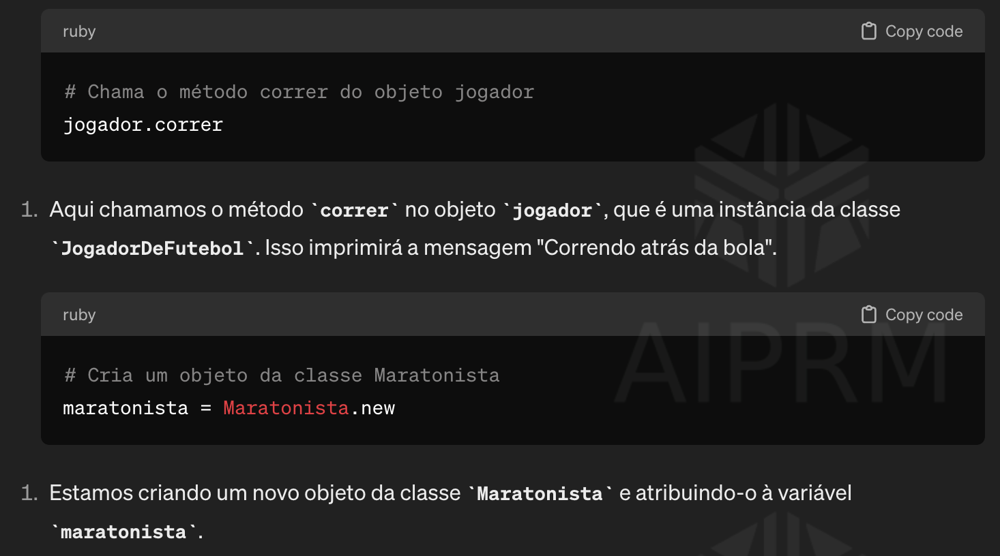 ruby
Copy code
# Chama o método correr do objeto jogador
jogador.correr
1. Aqui chamamos o método `correr` no objeto `jogador`, que é uma instância da classe
`JogadorDeFutebol`. Isso imprimirá a mensagem "Correndo atrás da bola".
ruby
Copy code
AIPRM
# Cria um objeto da classe Maratonista
maratonista = Maratonista.new
1. Estamos criando um novo objeto da classe `Maratonista` e atribuindo-o à variável
`maratonista`.